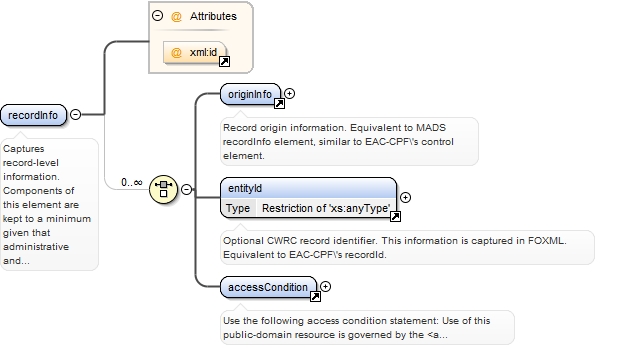 @ Attributes
@ xml:id
recordInfo
Captures
record-level
information.
Components of
this element are
kept to a minimum
given that
administrative
and...
0..∞
originInfo
Record origin information. Equivalent to MADS
recordInfo element, similar to EAC-CPF\'s control
element.
entityId
Type Restriction of 'xs:anyType'
Optional CWRC record identifier. This information is captured in FOXML.
Equivalent to EAC-CPF\'s recordId.
accessCondition
Use the following access condition statement: Use of this
public-domain resource is governed by the <a...